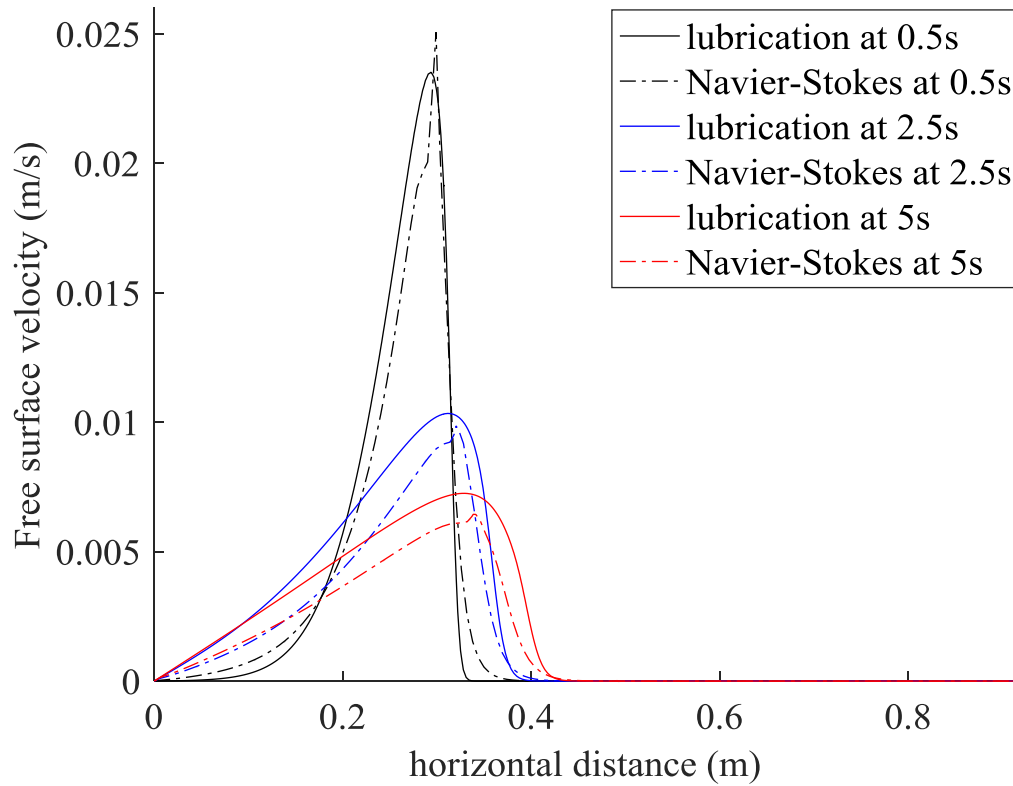 0.025
0.02
0.015
0.01
0.005
0
Free surface velocity (m/s)
lubrication at 0.5s
Navier-Stokes at 0.5s
lubrication at 2.5s
Navier-Stokes at 2.5s
lubrication at 5s
Navier-Stokes at 5s
0 0.2 0.4 0.6 0.8
horizontal distance (m)